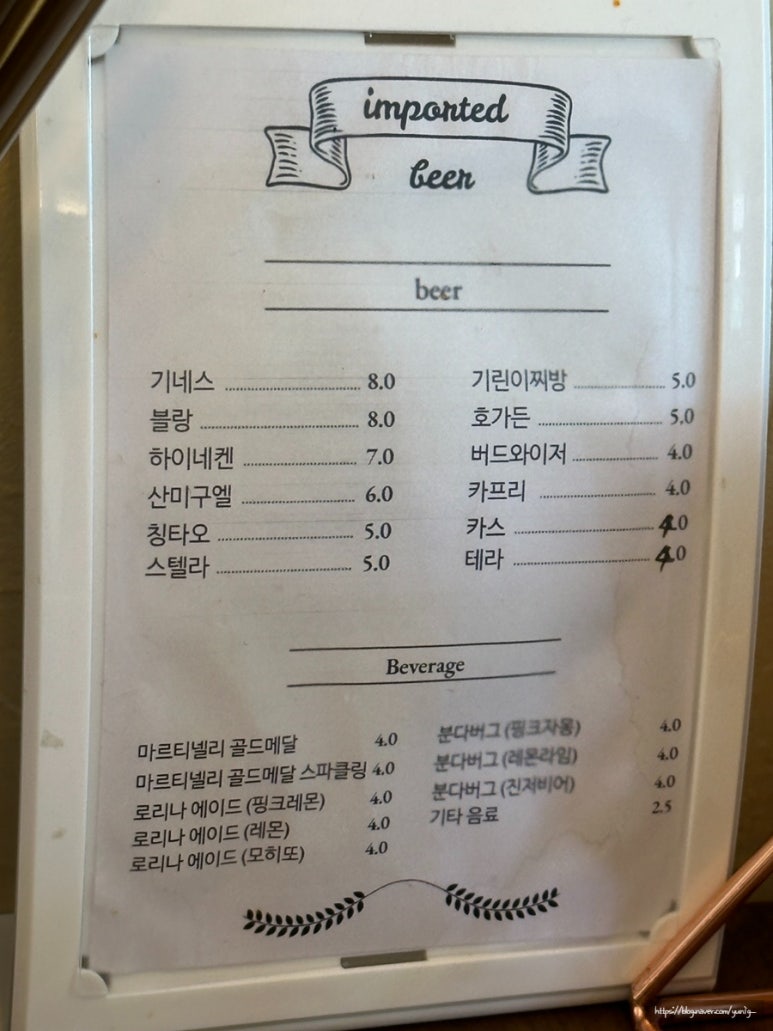 imported
beer
beer
기네스 8.0
블랑 8.0
하이네켄 7.0
산미구엘 6.0
칭타오 5.0
스텔라 5.0
기린이찌방 5.0
호가든 5.0
버드와이저 4.0
카프리 4.0
카스 4.0
테라 4.0
Beverage
마르티넬리 골드메달 4.0
마르티넬리 골드메달 스파클링 4.0
로리나 에이드 (핑크레몬) 4.0
로리나 에이드 (레몬) 4.0
로리나 에이드 (모히또) 4.0
분다버그 (핑크자몽) 4.0
분다버그 (레몬라임) 4.0
분다버그 (진저비어) 4.0
기타 음료 2.5